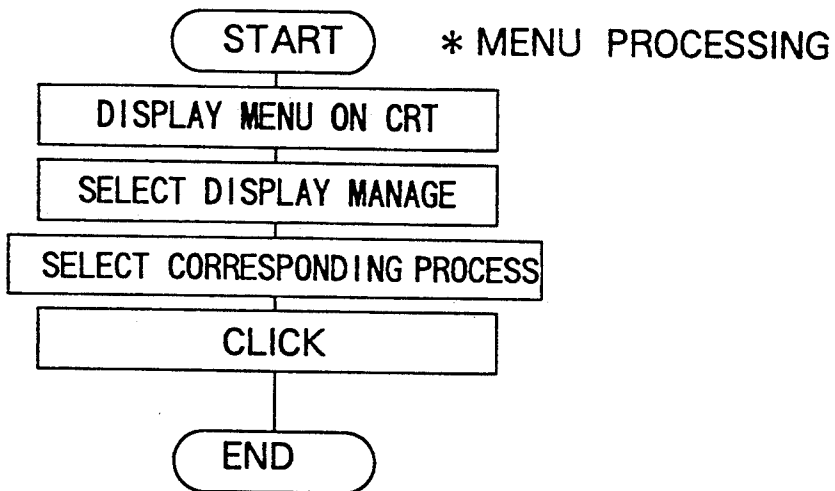 START
* MENU PROCESSING
DISPLAY MENU ON CRT
SELECT DISPLAY MANAGE
SELECT CORRESPONDING PROCESS
CLICK
END